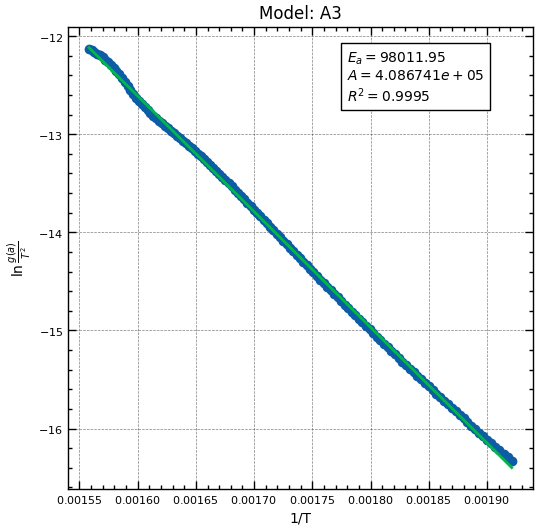 Model: A3
E_a = 98011.95
A = 4.086741e + 05
R² = 0.9995
−12
−13
−14
−15
−16
ln g(a)/T²
0.00155 0.00160 0.00165 0.00170 0.00175 0.00180 0.00185 0.00190
1/T